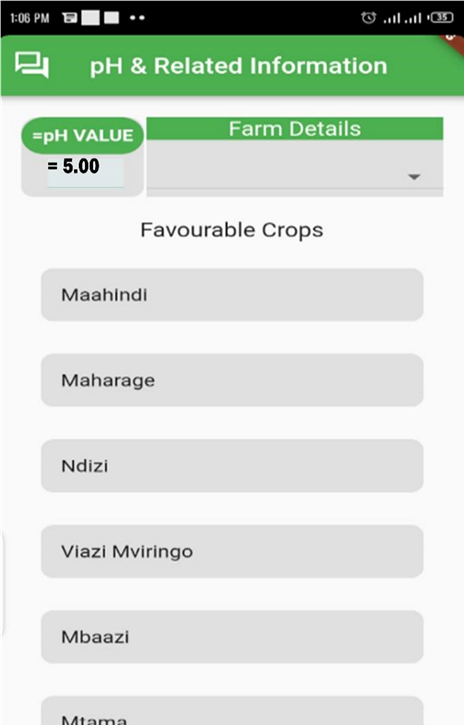 1:06 PM
35
pH & Related Information
=pH VALUE
Farm Details
= 5.00
Favourable Crops
Maahindi
Maharage
Ndizi
Viazi Mviringo
Mbaazi
Mtama